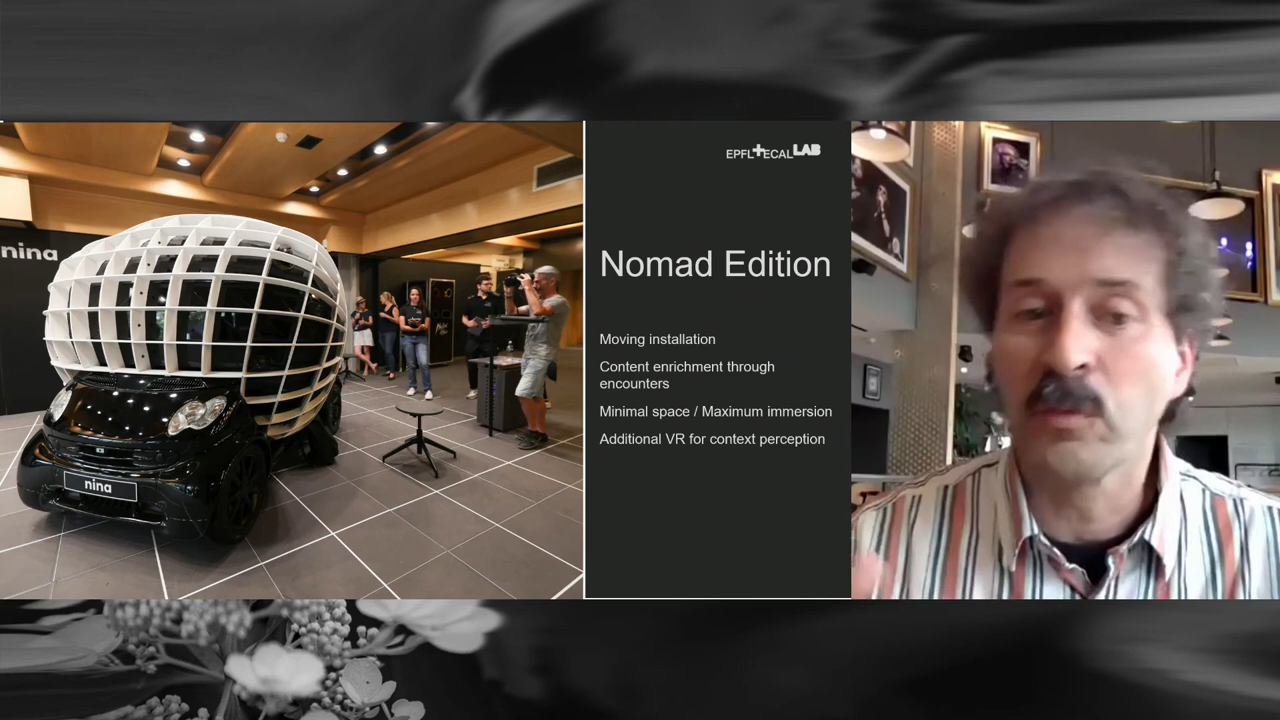 nina
nina
EPFL+ECAL LAB
Nomad Edition
Moving installation
Content enrichment through
encounters
Minimal space / Maximum immersion
Additional VR for context perception